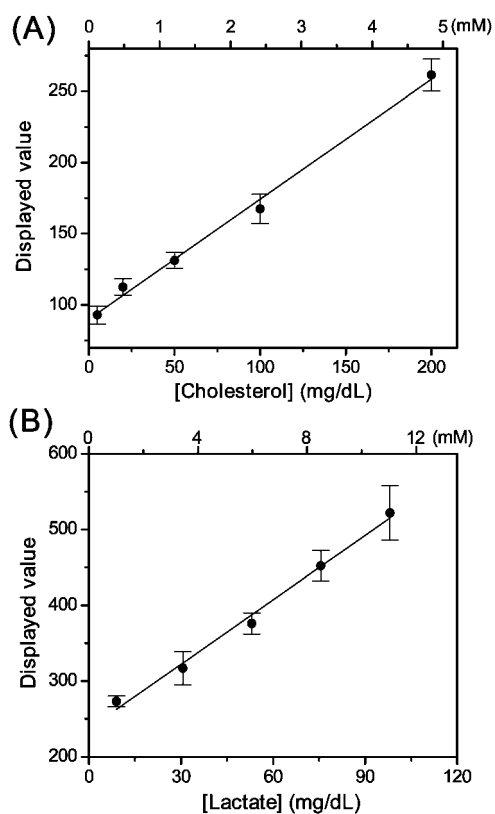 (A)
0 1 2 3 4 5 (mM)
250
200
150
100
Displayed value
0 50 100 150 200
[Cholesterol] (mg/dL)
(B)
0 4 8 12 (mM)
600
500
400
300
200
Displayed value
0 30 60 90 120
[Lactate] (mg/dL)